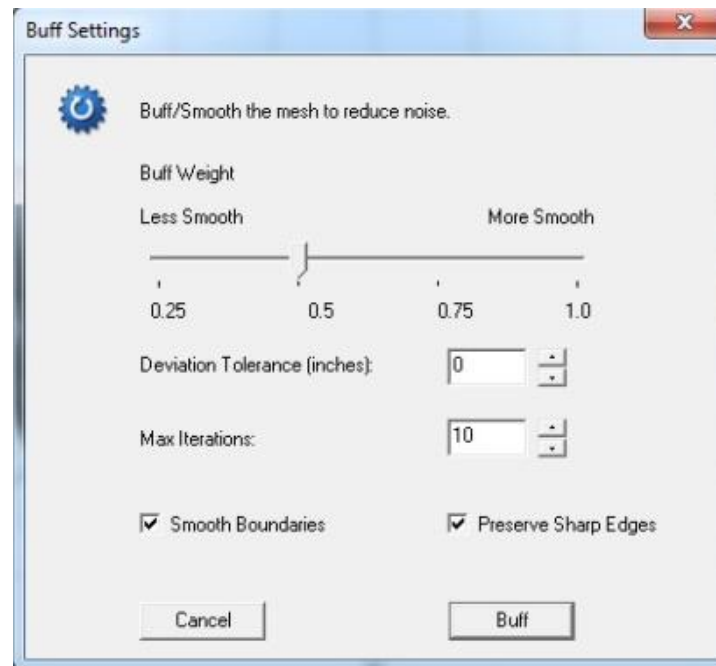 Buff Settings
Buff/Smooth the mesh to reduce noise.
Buff Weight
Less Smooth More Smooth
0.25 0.5 0.75 1.0
Deviation Tolerance (inches): 0
Max Iterations: 10
Smooth Boundaries Preserve Sharp Edges
Cancel Buff